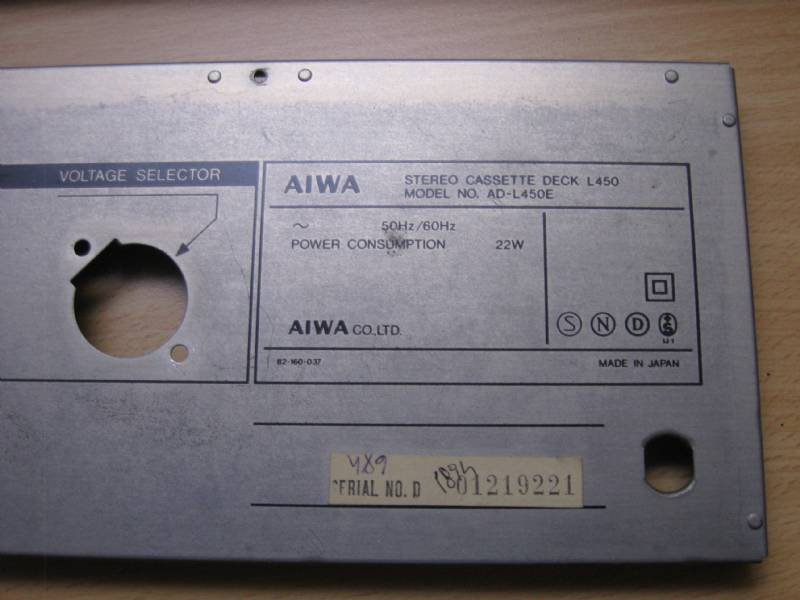 VOLTAGE SELECTOR
AIWA
STEREO CASSETTE DECK L450
MODEL NO. AD-L450E
~ 50Hz/60Hz
POWER CONSUMPTION 22W
S N D S
AIWA CO., LTD.
82-160-037
MADE IN JAPAN
489
SERIAL NO. D 01219221